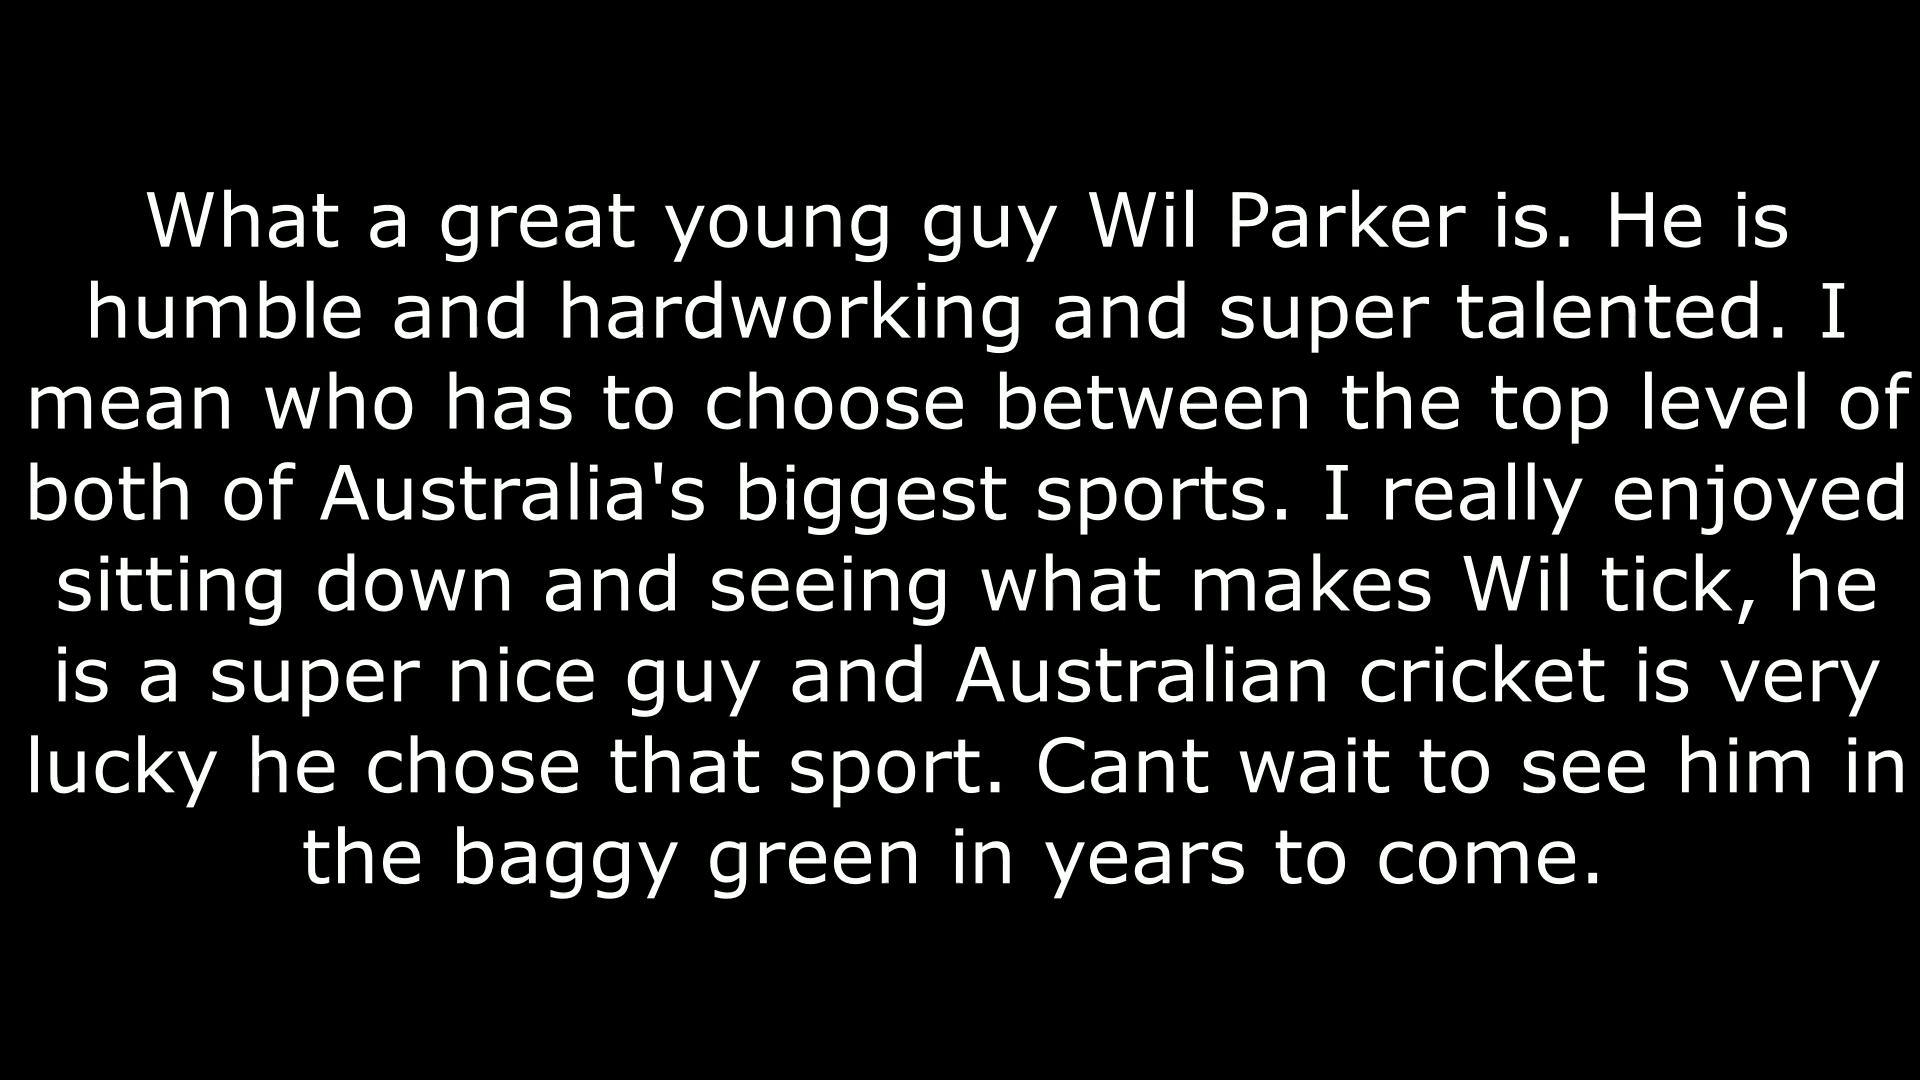 What a great young guy Wil Parker is. He is
humble and hardworking and super talented. I
mean who has to choose between the top level of
both of Australia's biggest sports. I really enjoyed
sitting down and seeing what makes Wil tick, he
is a super nice guy and Australian cricket is very
lucky he chose that sport. Cant wait to see him in
the baggy green in years to come.